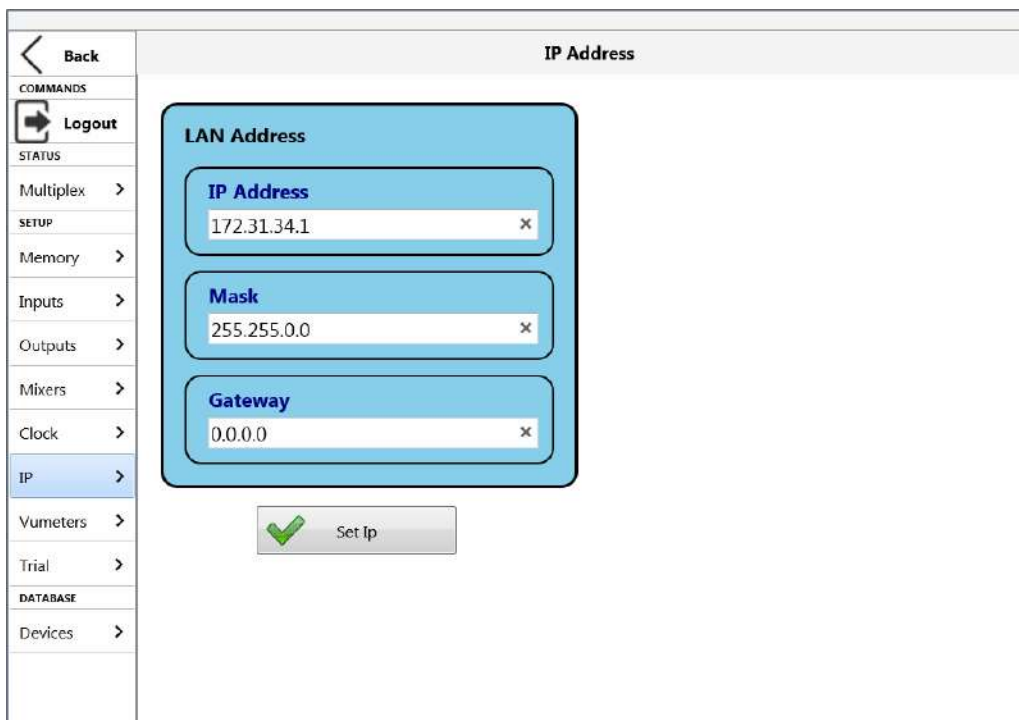 Back
IP Address
COMMANDS
Logout
STATUS
Multiplex
SETUP
Memory
Inputs
Outputs
Mixers
Clock
IP
Vumeters
Trial
DATABASE
Devices
LAN Address
IP Address
172.31.34.1
Mask
255.255.0.0
Gateway
0.0.0.0
Set Ip